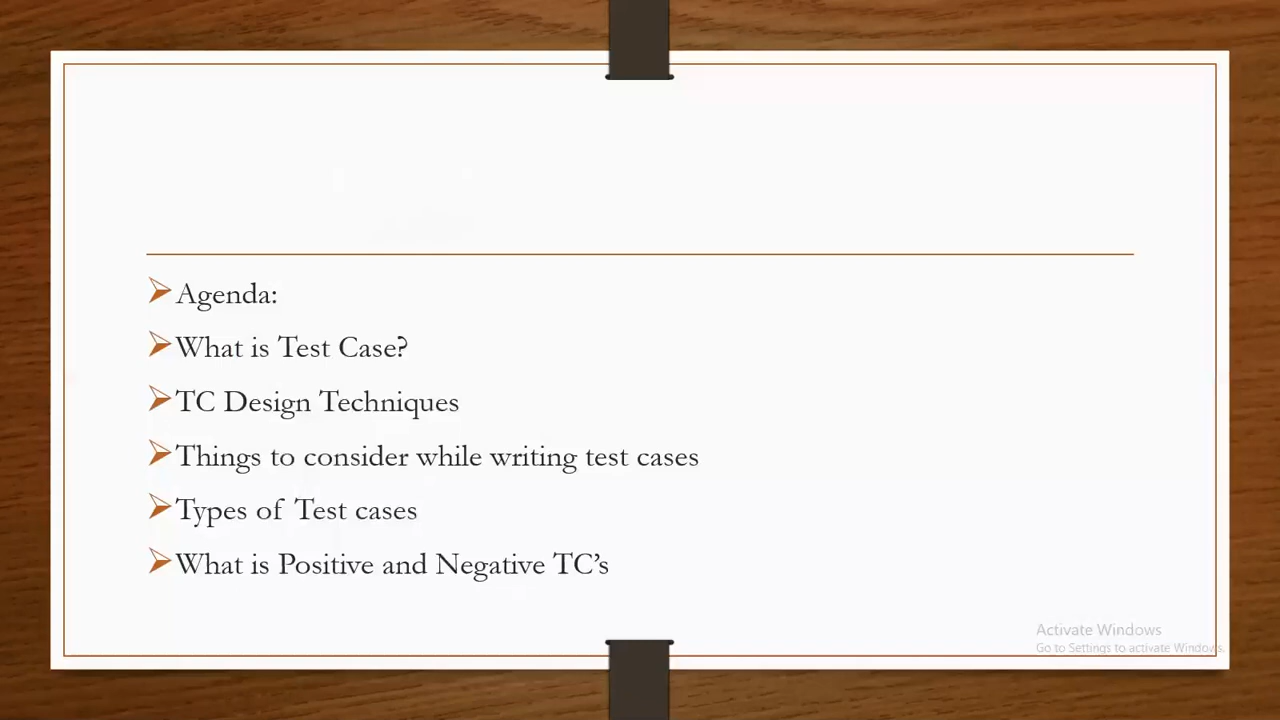 Agenda:
What is Test Case?
TC Design Techniques
Things to consider while writing test cases
Types of Test cases
What is Positive and Negative TC’s
Activate Windows
Go to Settings to activate Windows.